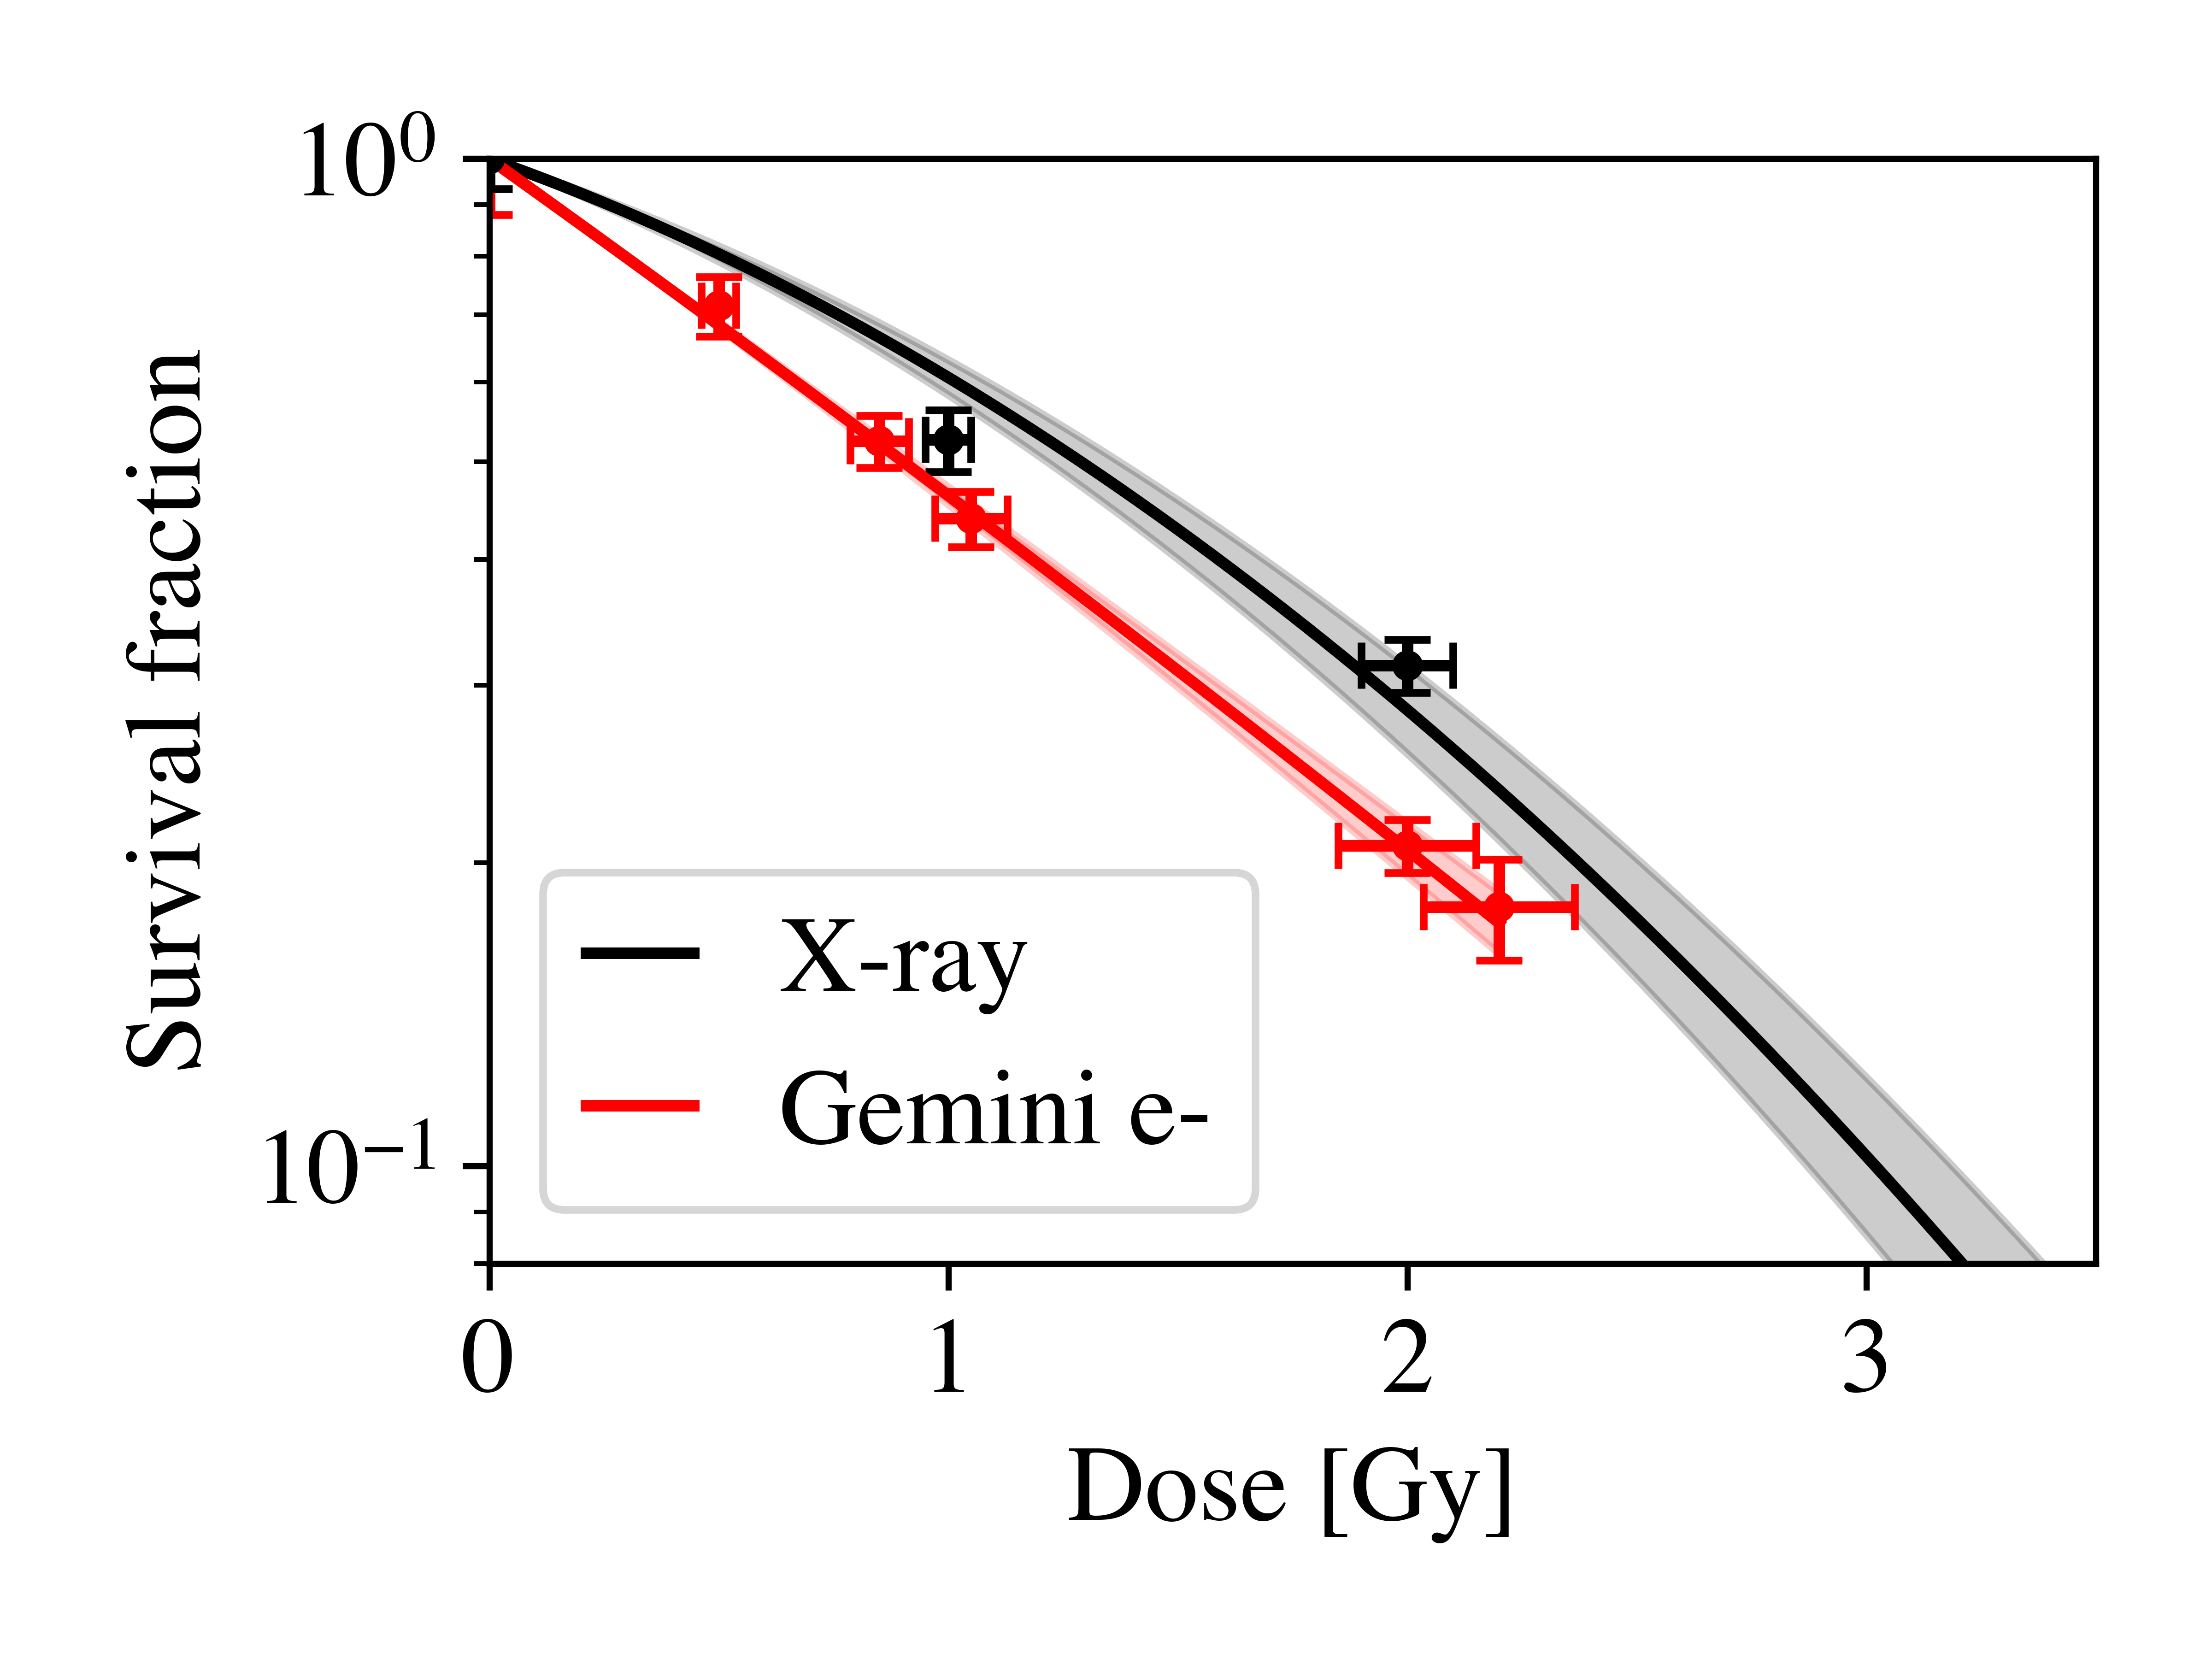 10⁰
Survival fraction
10⁻¹
X-ray
Gemini e-
0 1 2 3
Dose [Gy]